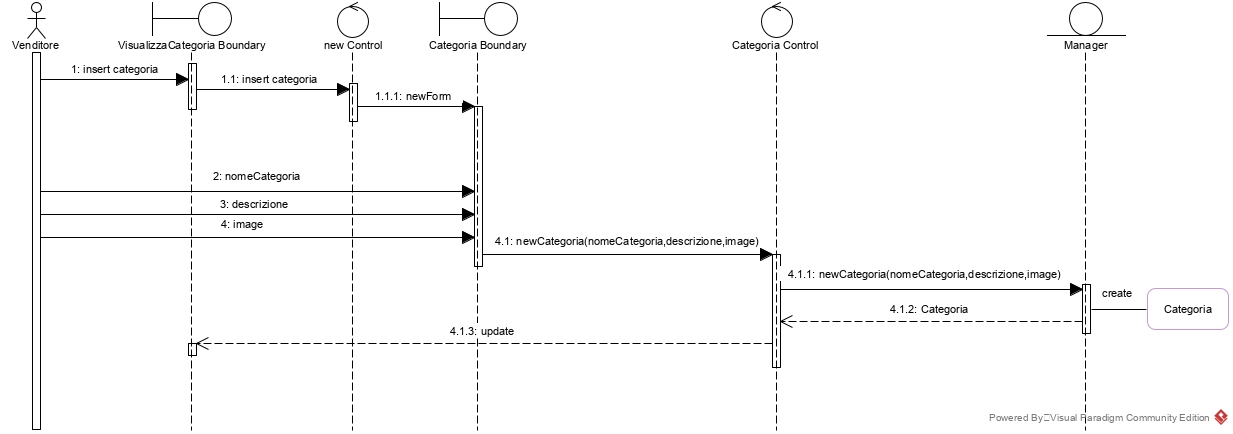 Venditore
VisualizzaCategoria Boundary
new Control
Categoria Boundary
Categoria Control
Manager
1: insert categoria
1.1: insert categoria
1.1.1: newForm
2: nomeCategoria
3: descrizione
4: image
4.1: newCategoria(nomeCategoria,descrizione,image)
4.1.1: newCategoria(nomeCategoria,descrizione,image)
create
Categoria
4.1.2: Categoria
4.1.3: update
Powered By Visual Paradigm Community Edition